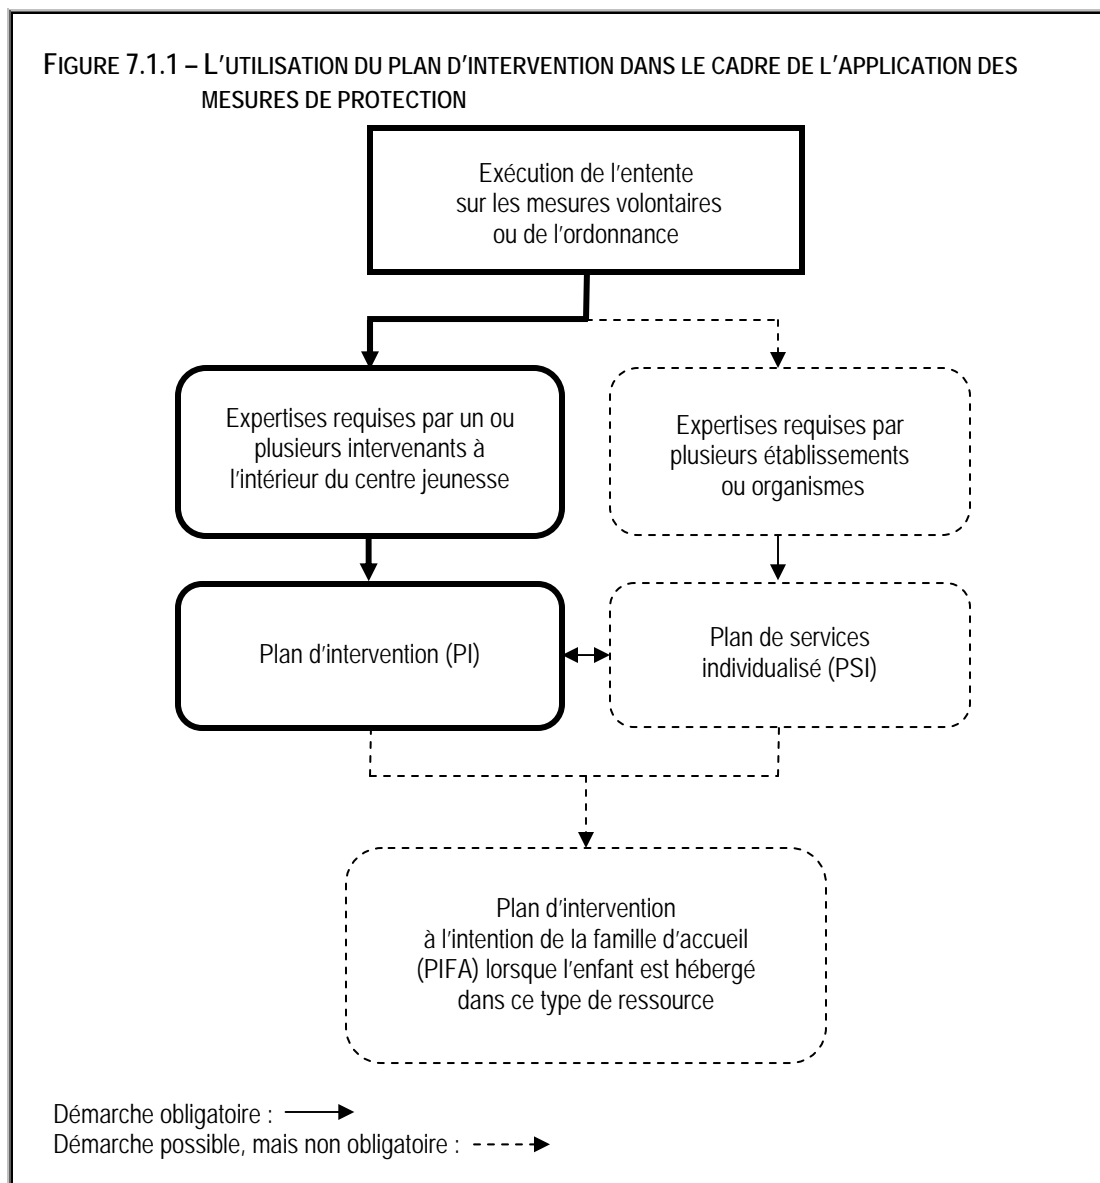 FIGURE 7.1.1 – L'UTILISATION DU PLAN D'INTERVENTION DANS LE CADRE DE L'APPLICATION DES
MESURES DE PROTECTION
Exécution de l'entente
sur les mesures volontaires
ou de l'ordonnance
Expertises requises par un ou
plusieurs intervenants à
l'intérieur du centre jeunesse
Expertises requises par
plusieurs établissements
ou organismes
Plan d'intervention (PI)
Plan de services
individualisé (PSI)
Plan d'intervention
à l'intention de la famille d'accueil
(PIFA) lorsque l'enfant est hébergé
dans ce type de ressource
Démarche obligatoire :
Démarche possible, mais non obligatoire :